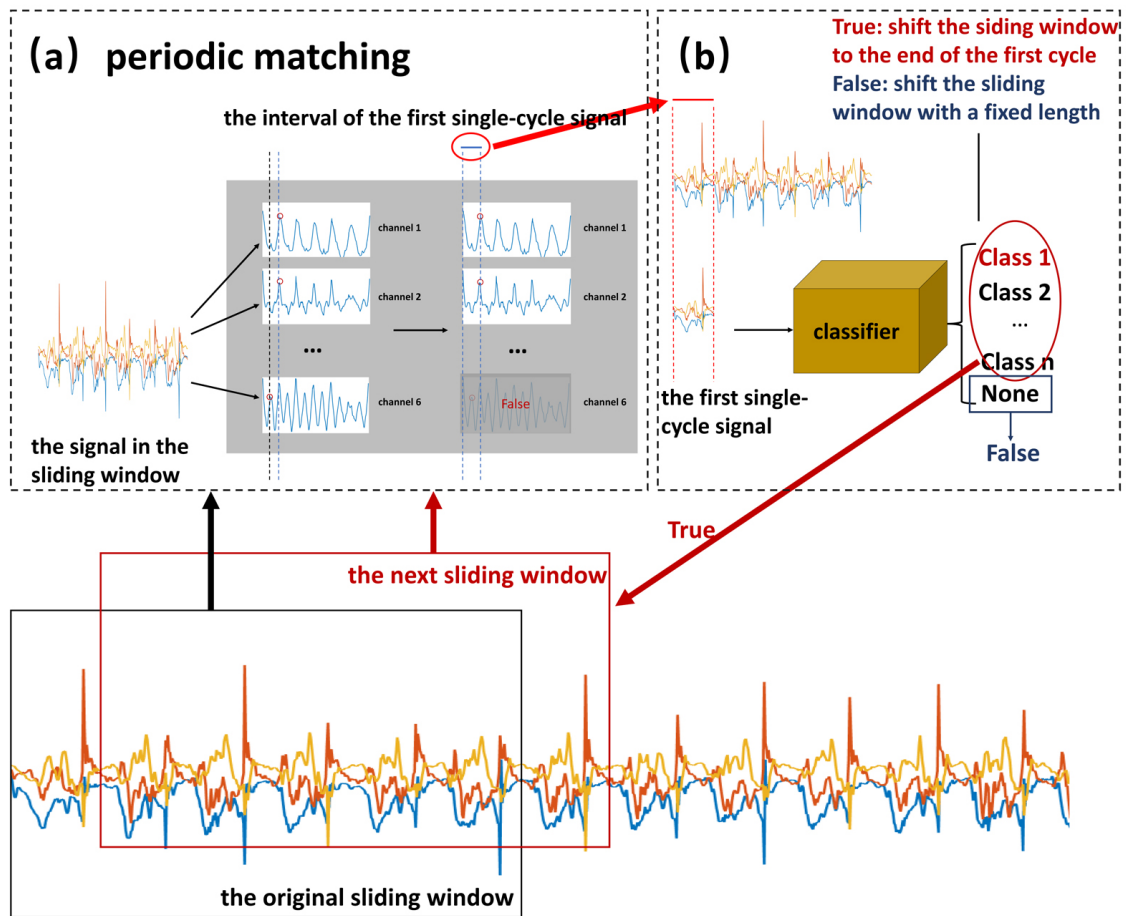 (a) periodic matching
the interval of the first single-cycle signal
channel 1
channel 1
channel 2
channel 2
...
...
channel 6
False
channel 6
the signal in the
sliding window
(b)
True: shift the siding window
to the end of the first cycle
False: shift the sliding
window with a fixed length
Class 1
Class 2
...
Class n
None
classifier
the first single-
cycle signal
False
True
the next sliding window
the original sliding window